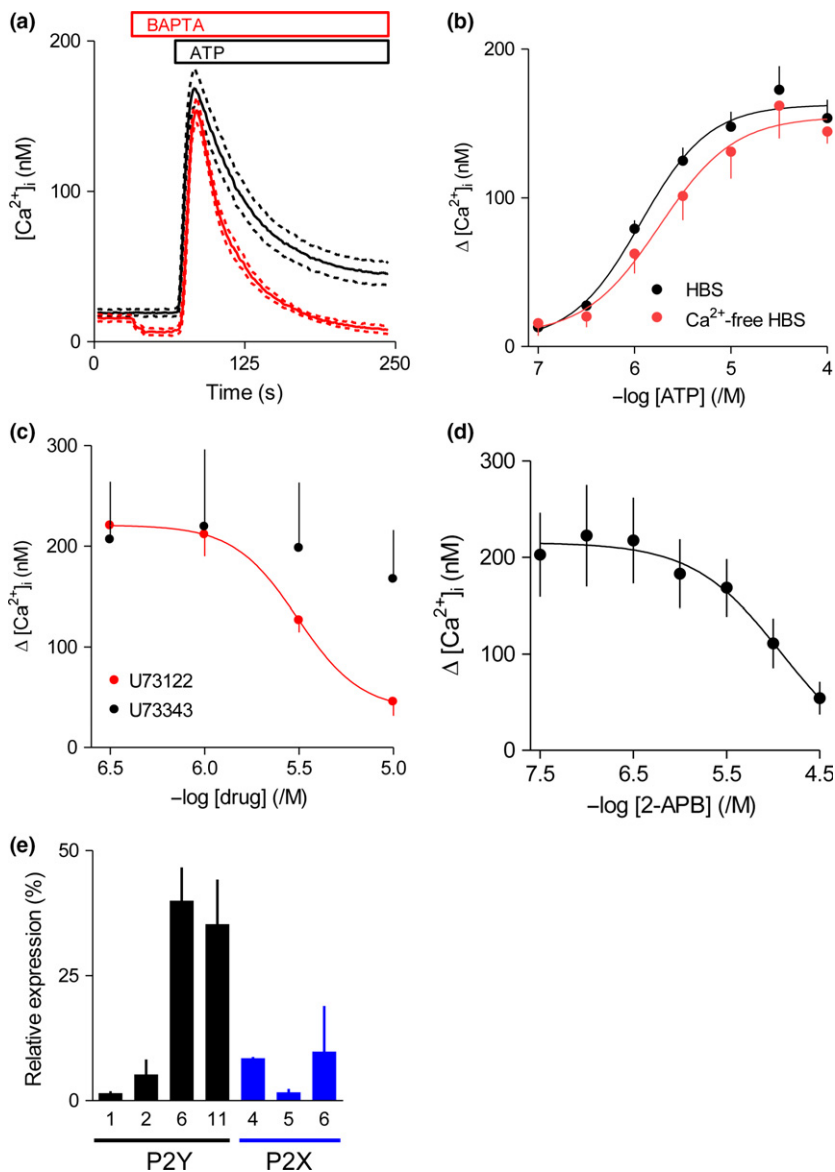 (a)
BAPTA
ATP
200
100
0
[Ca²⁺]ᵢ (nM)
0 125 250
Time (s)
(b)
200
100
0
Δ [Ca²⁺]ᵢ (nM)
HBS
Ca²⁺-free HBS
7 6 5 4
–log [ATP] (/M)
(c)
300
200
100
0
Δ [Ca²⁺]ᵢ (nM)
U73122
U73343
6.5 6.0 5.5 5.0
–log [drug] (/M)
(d)
300
200
100
0
Δ [Ca²⁺]ᵢ (nM)
7.5 6.5 5.5 4.5
–log [2-APB] (/M)
(e)
50
25
0
Relative expression (%)
1 2 6 11 4 5 6
P2Y P2X